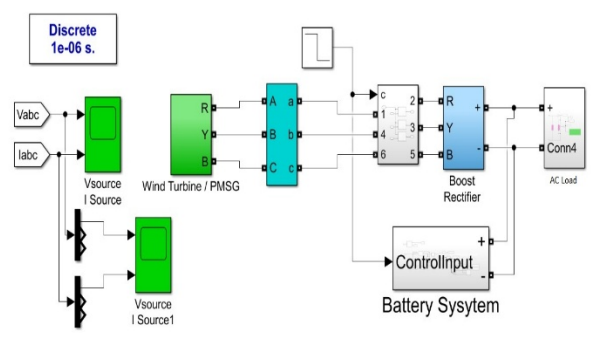 Discrete
1e-06 s.
Vabc
Iabc
Vsource
I Source
R
Y
B
Wind Turbine / PMSG
A
B
C
a
b
c
c
1
4
6
2
3
5
R
Y
B
+
-
Boost
Rectifier
+
Conn4
AC Load
Vsource
I Source1
ControlInput
+
-
Battery Sysytem